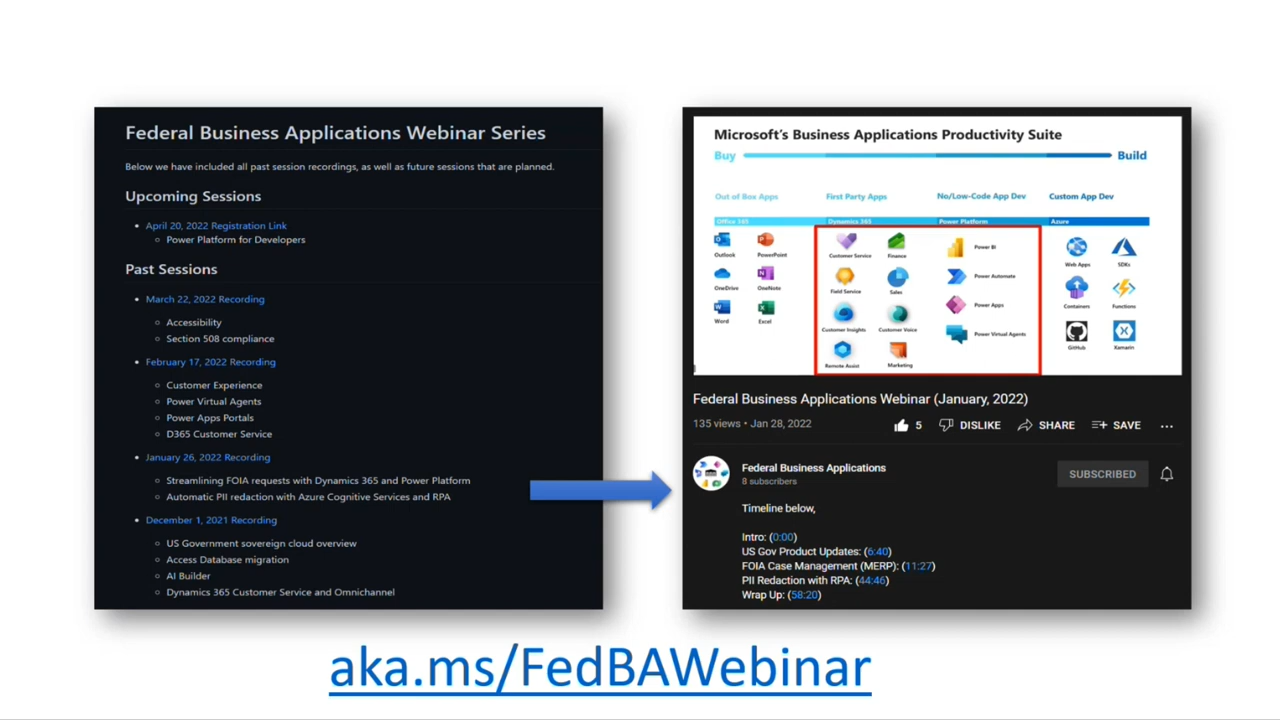 Federal Business Applications Webinar Series
Below we have included all past session recordings, as well as future sessions that are planned.
Upcoming Sessions
April 20, 2022 Registration Link
Power Platform for Developers
Past Sessions
March 22, 2022 Recording
Accessibility
Section 508 compliance
February 17, 2022 Recording
Customer Experience
Power Virtual Agents
Power Apps Portals
D365 Customer Service
January 26, 2022 Recording
Streamlining FOIA requests with Dynamics 365 and Power Platform
Automatic PII redaction with Azure Cognitive Services and RPA
December 1, 2021 Recording
US Government sovereign cloud overview
Access Database migration
AI Builder
Dynamics 365 Customer Service and Omnichannel
Microsoft's Business Applications Productivity Suite
Buy Build
Out of Box Apps First Party Apps No/Low-Code App Dev Custom App Dev
Office 365 Dynamics 365 Power Platform Azure
Outlook PowerPoint Customer Service Finance Power BI Web Apps SDKs
OneDrive OneNote Field Service Sales Power Automate Containers Functions
Word Excel Customer Insights Customer Voice Power Apps GitHub Xamarin
Remote Assist Marketing Power Virtual Agents
Federal Business Applications Webinar (January, 2022)
135 views • Jan 28, 2022 5 DISLIKE SHARE SAVE ...
Federal Business Applications
8 subscribers
SUBSCRIBED
Timeline below,
Intro: (0:00)
US Gov Product Updates: (6:40)
FOIA Case Management (MERP): (11:27)
PII Redaction with RPA: (44:46)
Wrap Up: (58:20)
aka.ms/FedBAWebinar